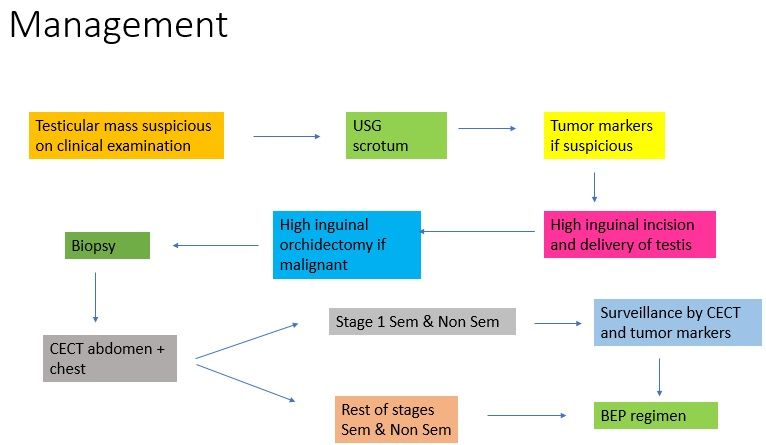 Management
Testicular mass suspicious
on clinical examination
USG
scrotum
Tumor markers
if suspicious
High inguinal incision
and delivery of testis
High inguinal
orchidectomy if
malignant
Biopsy
CECT abdomen +
chest
Stage 1 Sem & Non Sem
Surveillance by CECT
and tumor markers
Rest of stages
Sem & Non Sem
BEP regimen